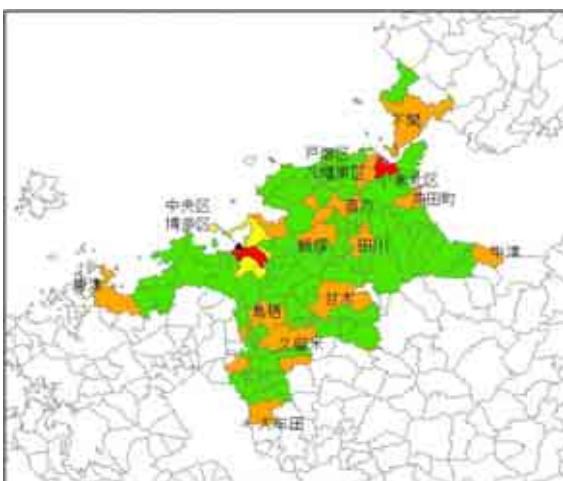 下関
戸畑区
八幡東区
小倉北区
苅田町
直方
中央区
博多区
飯塚
田川
中津
唐津
甘木
鳥栖
久留米
大牟田